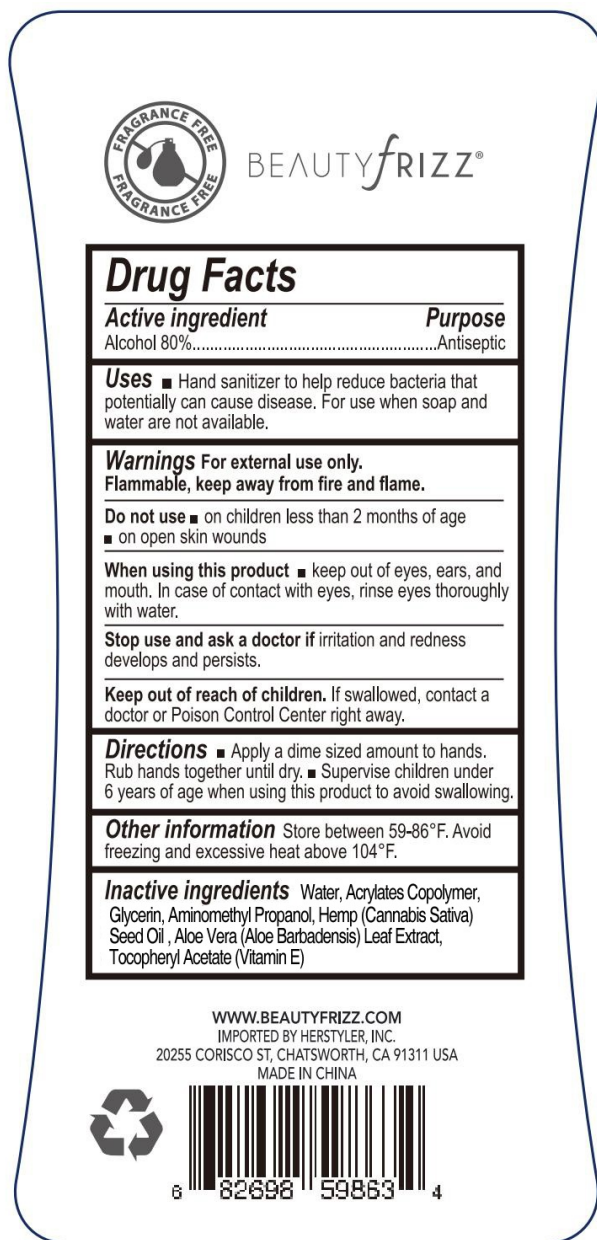 FRAGRANCE FREE
FRAGRANCE FREE
BEAUTYfRIZZ®
Drug Facts
Active ingredient Purpose
Alcohol 80%......................................................Antiseptic
Uses ■ Hand sanitizer to help reduce bacteria that
potentially can cause disease. For use when soap and
water are not available.
Warnings For external use only.
Flammable, keep away from fire and flame.
Do not use ■ on children less than 2 months of age
■ on open skin wounds
When using this product ■ keep out of eyes, ears, and
mouth. In case of contact with eyes, rinse eyes thoroughly
with water.
Stop use and ask a doctor if irritation and redness
develops and persists.
Keep out of reach of children. If swallowed, contact a
doctor or Poison Control Center right away.
Directions ■ Apply a dime sized amount to hands.
Rub hands together until dry. ■ Supervise children under
6 years of age when using this product to avoid swallowing.
Other information Store between 59-86°F. Avoid
freezing and excessive heat above 104°F.
Inactive ingredients Water, Acrylates Copolymer,
Glycerin, Aminomethyl Propanol, Hemp (Cannabis Sativa)
Seed Oil , Aloe Vera (Aloe Barbadensis) Leaf Extract,
Tocopheryl Acetate (Vitamin E)
WWW.BEAUTYFRIZZ.COM
IMPORTED BY HERSTYLER, INC.
20255 CORISCO ST, CHATSWORTH, CA 91311 USA
MADE IN CHINA
6 82698 59863 4